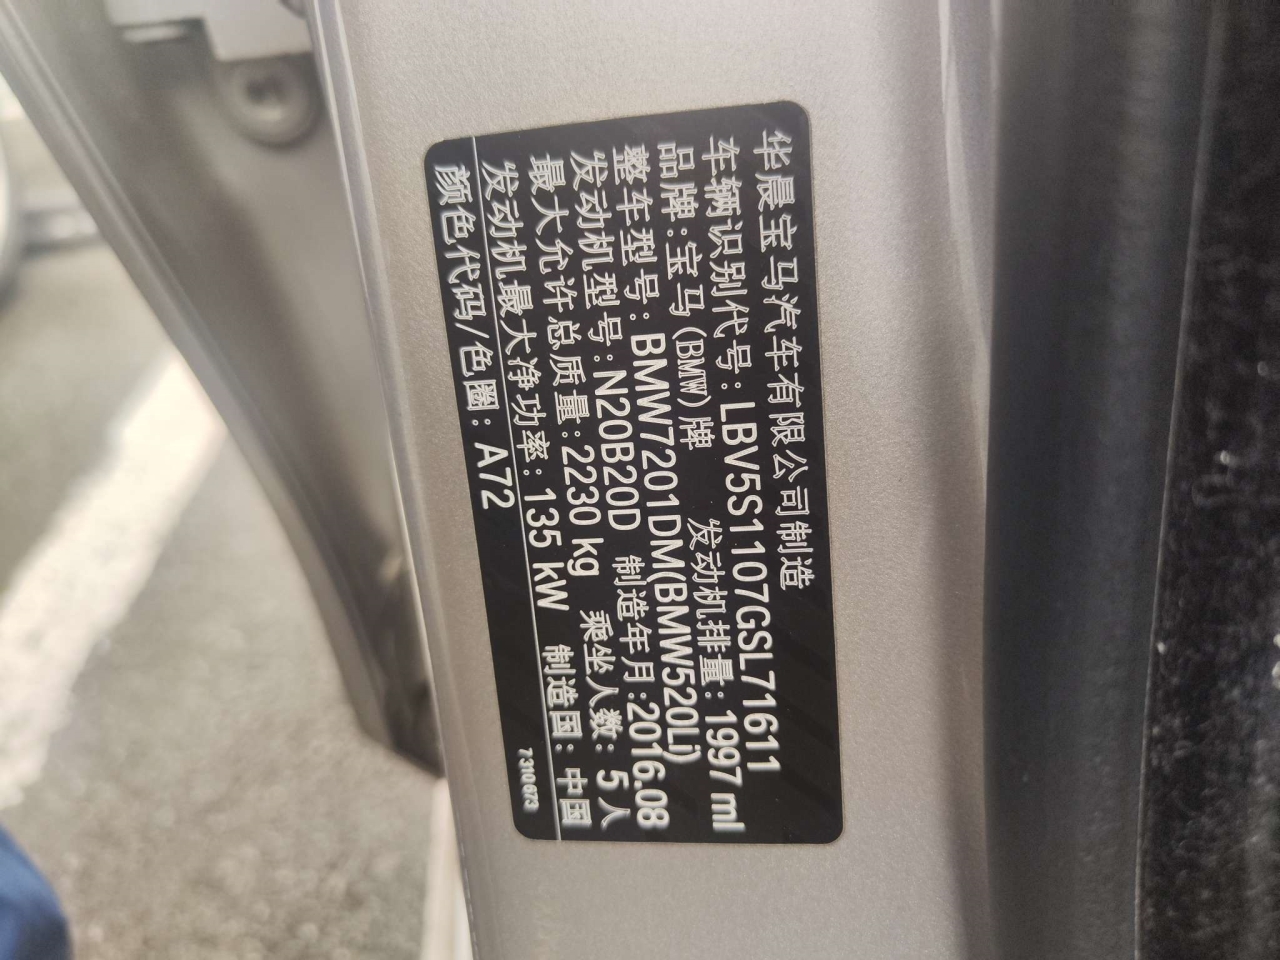 华晨宝马汽车有限公司制造
车辆识别代号:LBV5S1107GSL71611
品牌:宝马(BMW)牌 发动机排量:1997 ml
整车型号:BMW7201DM(BMW520Li)
发动机型号:N20B20D 制造年月:2016.08
最大允许总质量:2230 kg 乘坐人数:5人
发动机最大净功率:135 kW 制造国:中国
颜色代码/色圈:A72 7310673